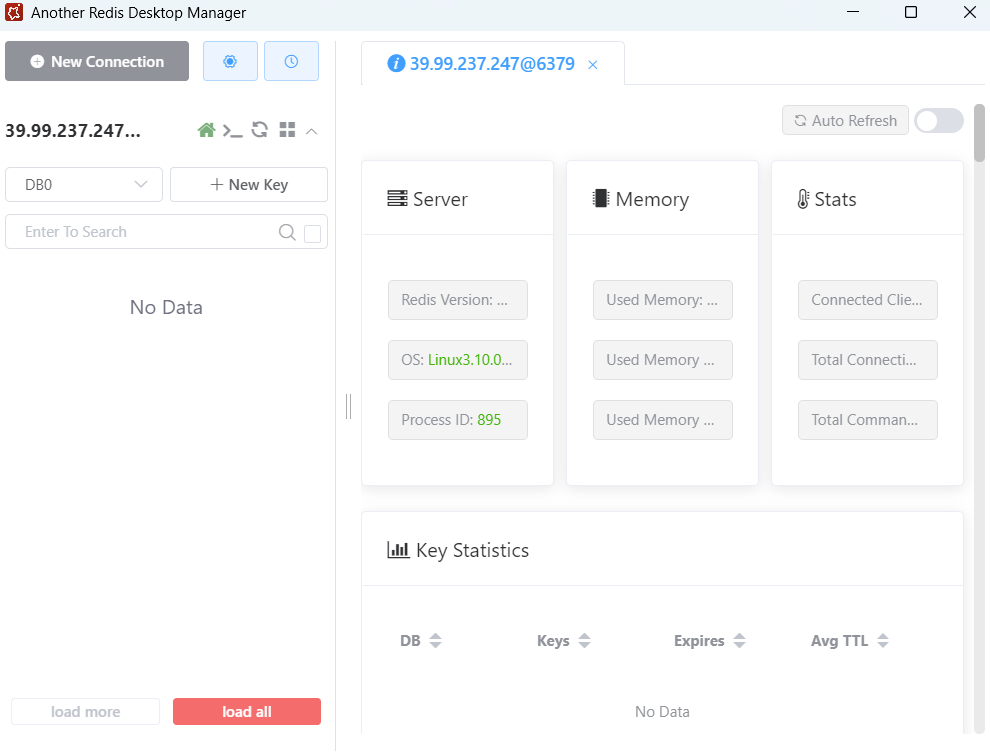 Another Redis Desktop Manager
New Connection
39.99.237.247@6379
39.99.237.247...
Auto Refresh
DB0
New Key
Enter To Search
No Data
Server
Memory
Stats
Redis Version: ...
Used Memory: ...
Connected Clie...
OS: Linux3.10.0...
Used Memory ...
Total Connecti...
Process ID: 895
Used Memory ...
Total Comman...
Key Statistics
DB Keys Expires Avg TTL
No Data
load more
load all